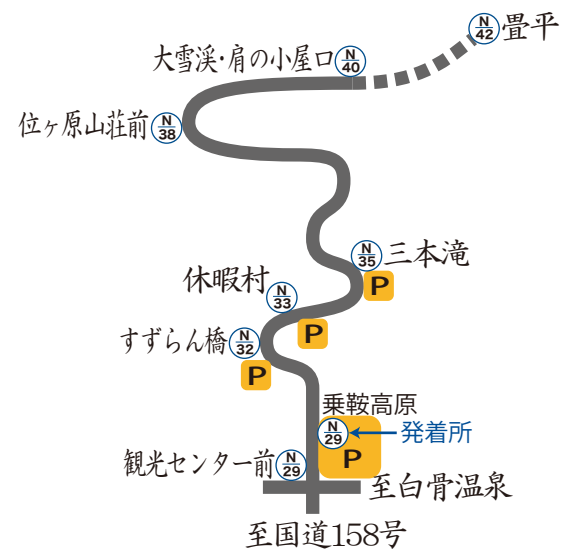 N
42
畳平
大雪渓・肩の小屋口
N
40
位ヶ原山荘前
N
38
N
35
三本滝
P
休暇村
N
33
P
すずらん橋
N
32
P
乗鞍高原
N
29
発着所
P
観光センター前
N
29
至白骨温泉
至国道158号